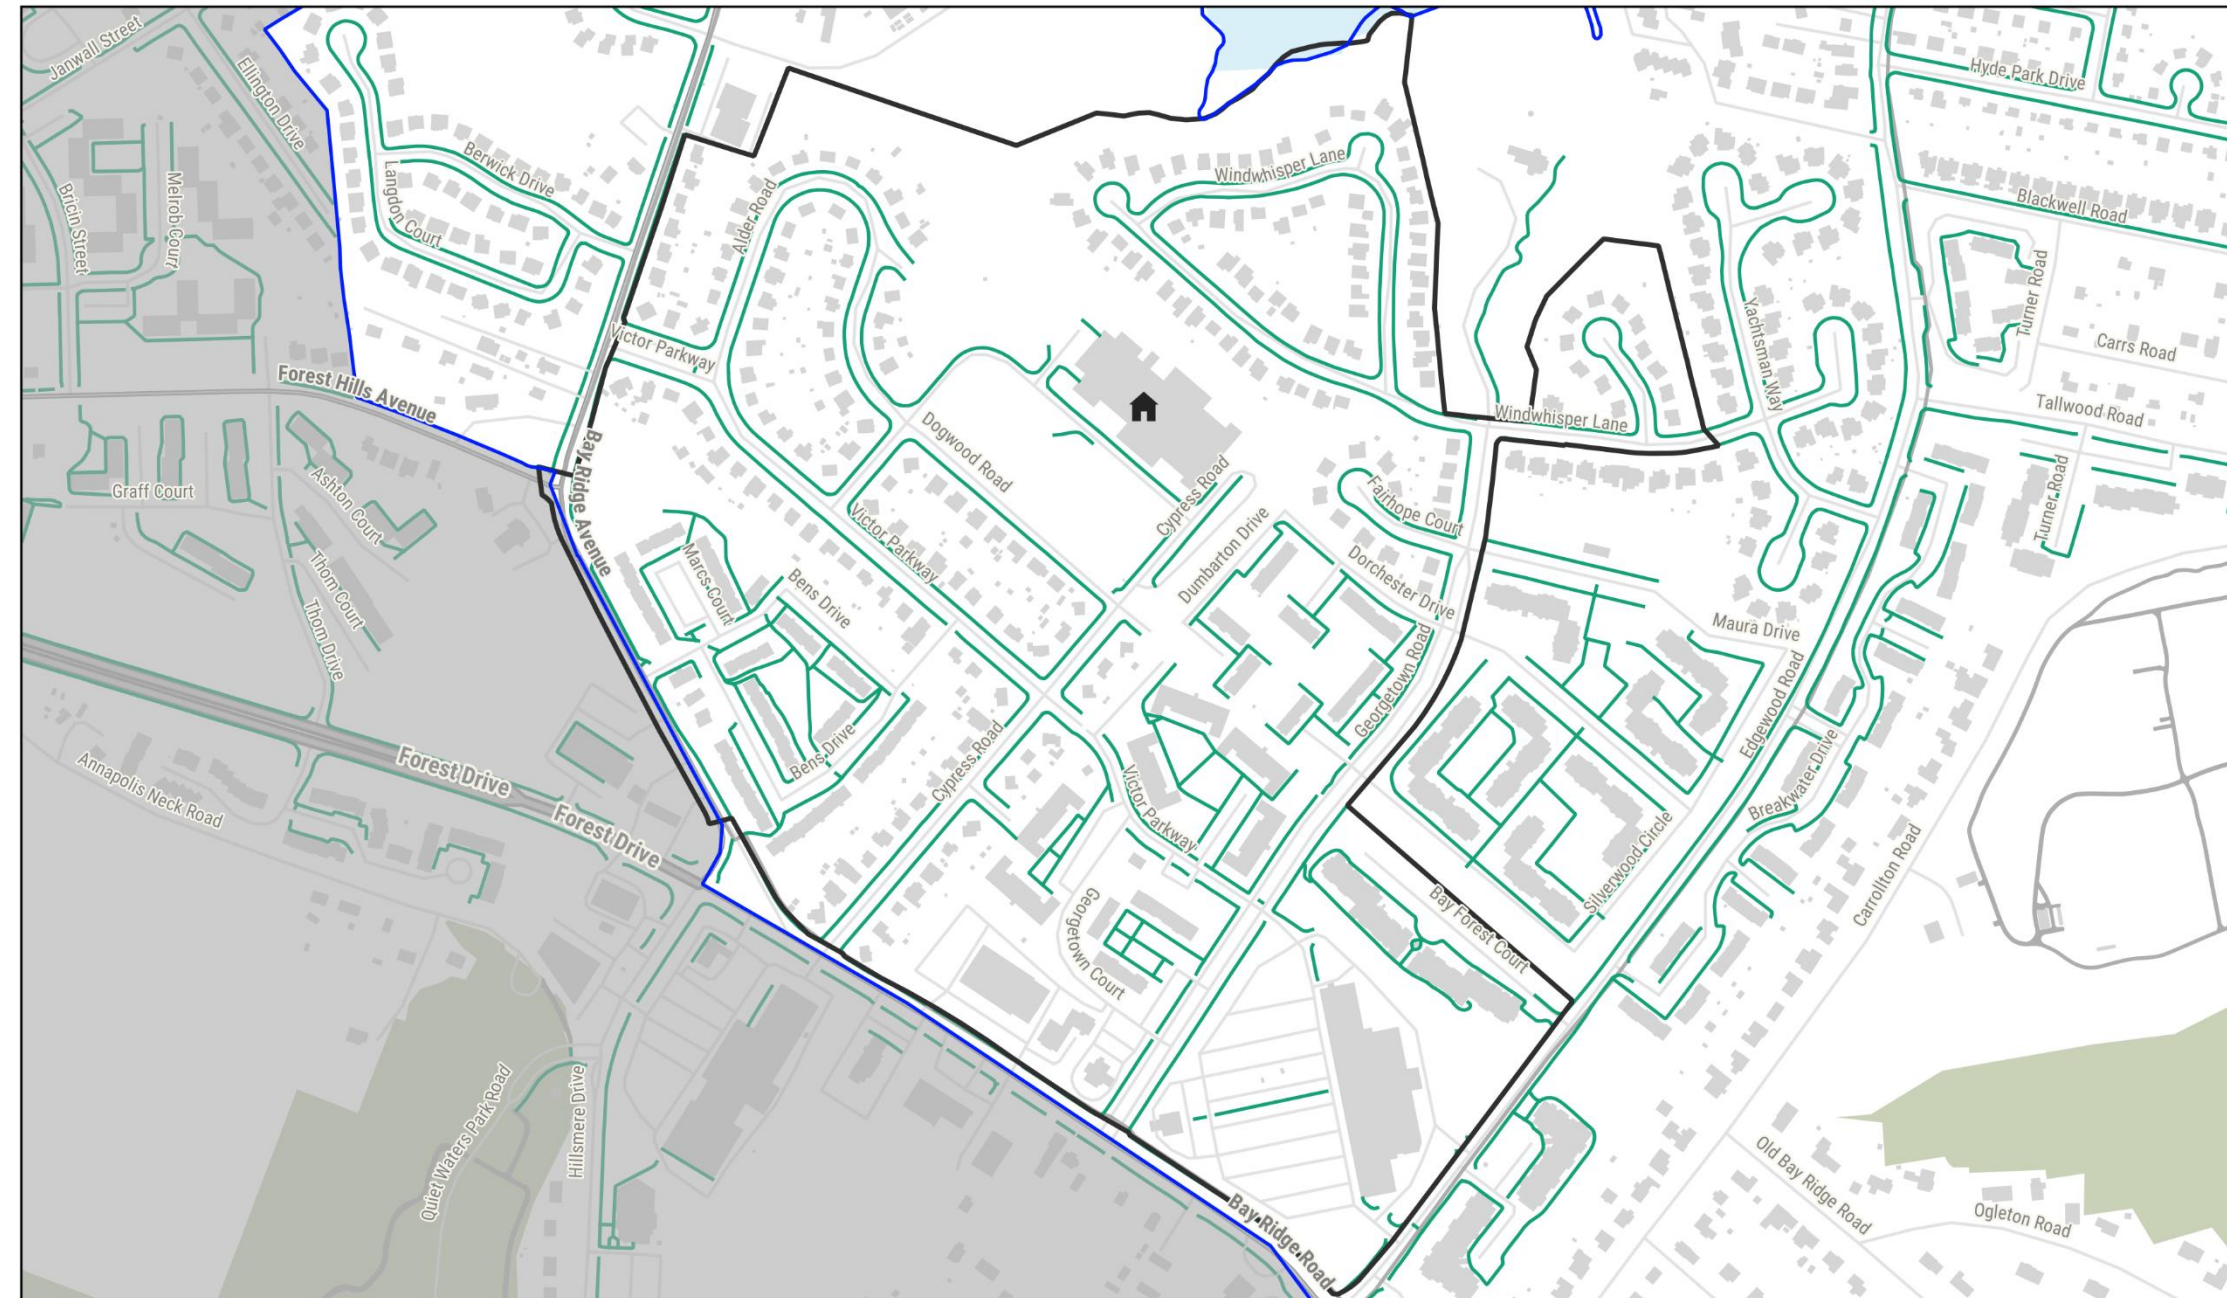 Janwall Street
Ellington Drive
Hyde Park Drive
Berwick Drive
Langdon Court
Melrob Court
Bricin Street
Windwhisper Lane
Alder Road
Blackwell Road
Turner Road
Victor Parkway
Yachtsman Way
Carrs Road
Forest Hills Avenue
Tallwood Road
Windwhisper Lane
Dogwood Road
Bay Ridge Avenue
Graff Court
Ashton Court
Cypress Road
Fairhope Court
Turner Road
Victor Parkway
Dumbarton Drive
Marcs Court
Bens Drive
Dorchester Drive
Thom Court
Thom Drive
Maura Drive
Georgetown Road
Edgewood Road
Forest Drive
Annapolis Neck Road
Bens Drive
Cypress Road
Victor Parkway
Breakwater Drive
Forest Drive
Silverwood Circle
Carrollton Road
Georgetown Court
Bay Forest Court
Quiet Waters Park Road
Hillsmere Drive
Old Bay Ridge Road
Bay Ridge Road
Ogleton Road